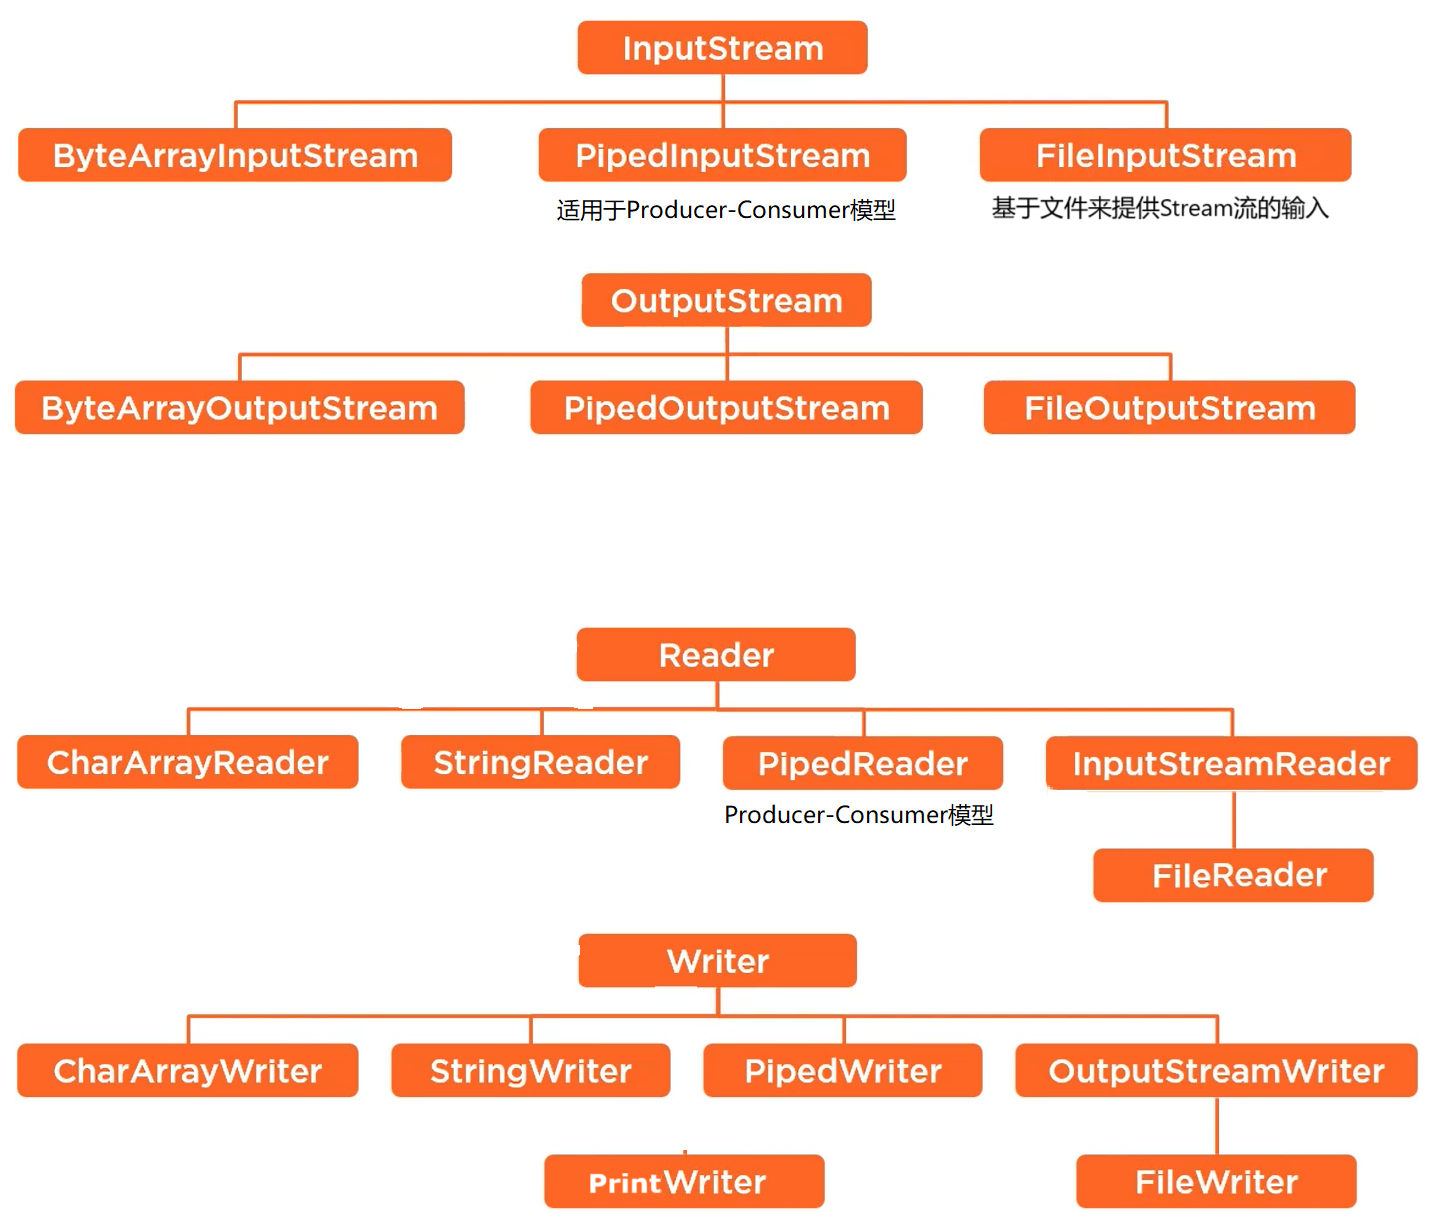 InputStream
ByteArrayInputStream
PipedInputStream
FileInputStream
适用于Producer-Consumer模型
基于文件来提供Stream流的输入
OutputStream
ByteArrayOutputStream
PipedOutputStream
FileOutputStream
Reader
CharArrayReader
StringReader
PipedReader
InputStreamReader
Producer-Consumer模型
FileReader
Writer
CharArrayWriter
StringWriter
PipedWriter
OutputStreamWriter
PrintWriter
FileWriter